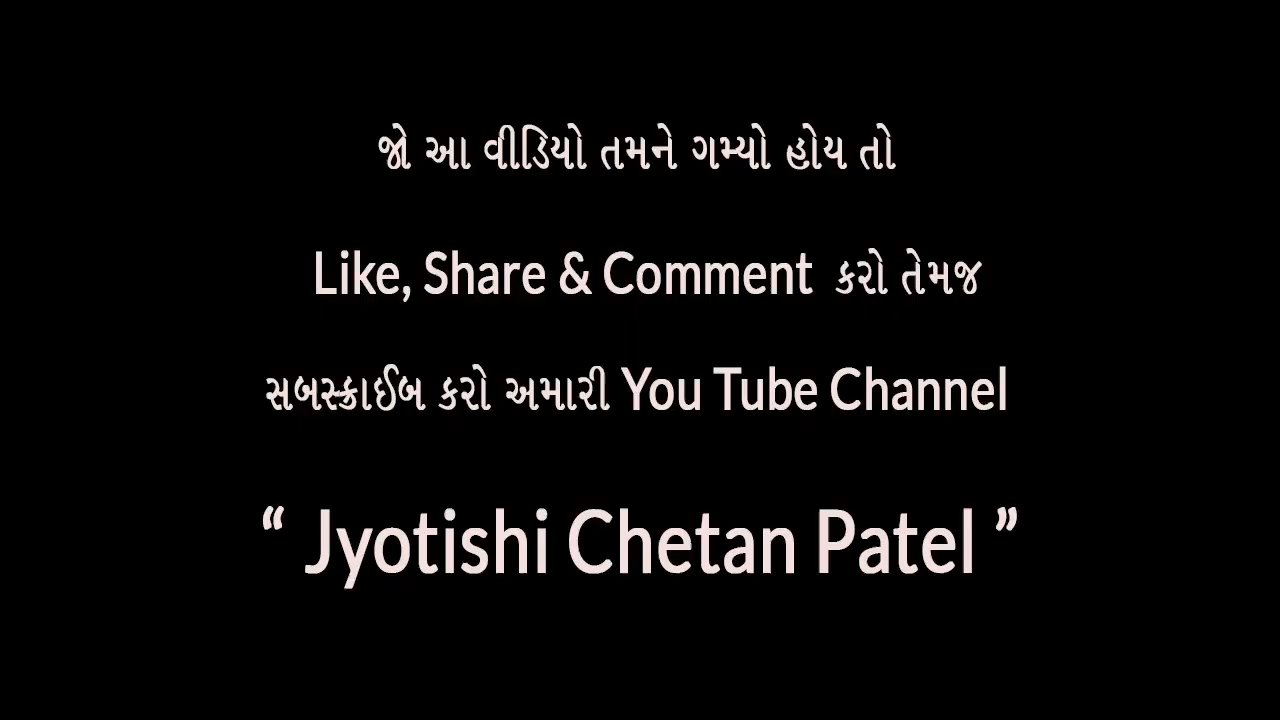 જો આ વીડિયો તમને ગમ્યો હોય તો
Like, Share & Comment કરો તેમજ
સબસ્ક્રાઈબ કરો અમારી You Tube Channel
“ Jyotishi Chetan Patel ”